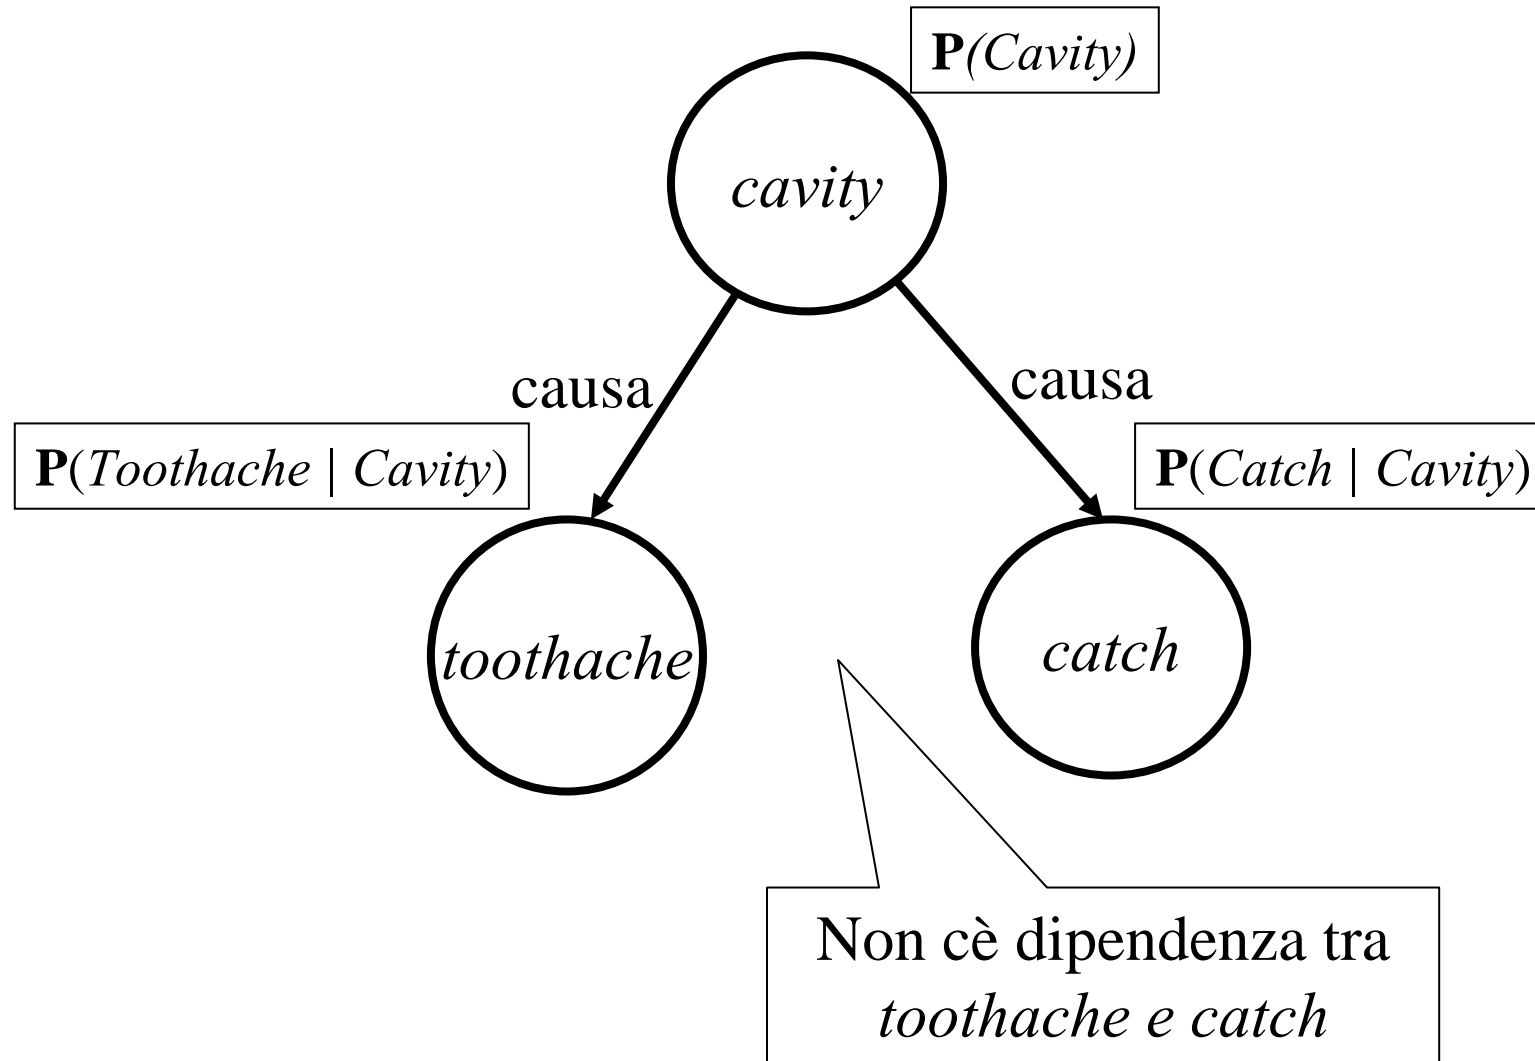 P(Cavity)
cavity
causa
causa
P(Toothache | Cavity)
P(Catch | Cavity)
toothache
catch
Non cè dipendenza tra
toothache e catch